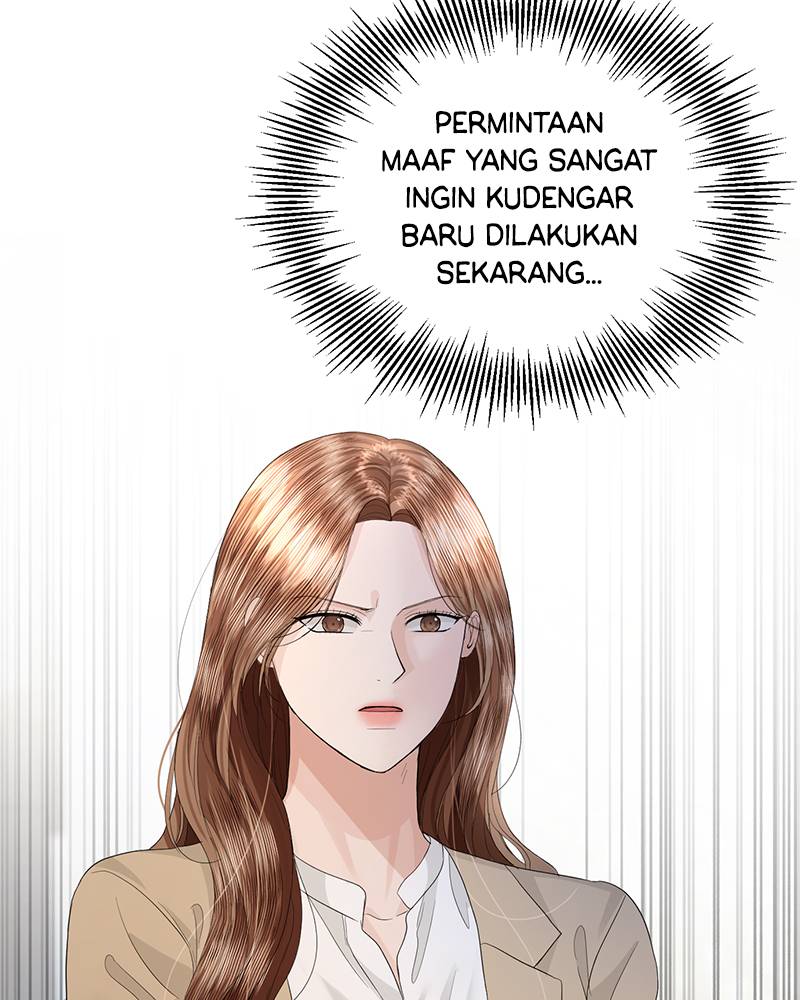 PERMINTAAN
MAAF YANG SANGAT
INGIN KUDENGAR
BARU DILAKUKAN
SEKARANG...